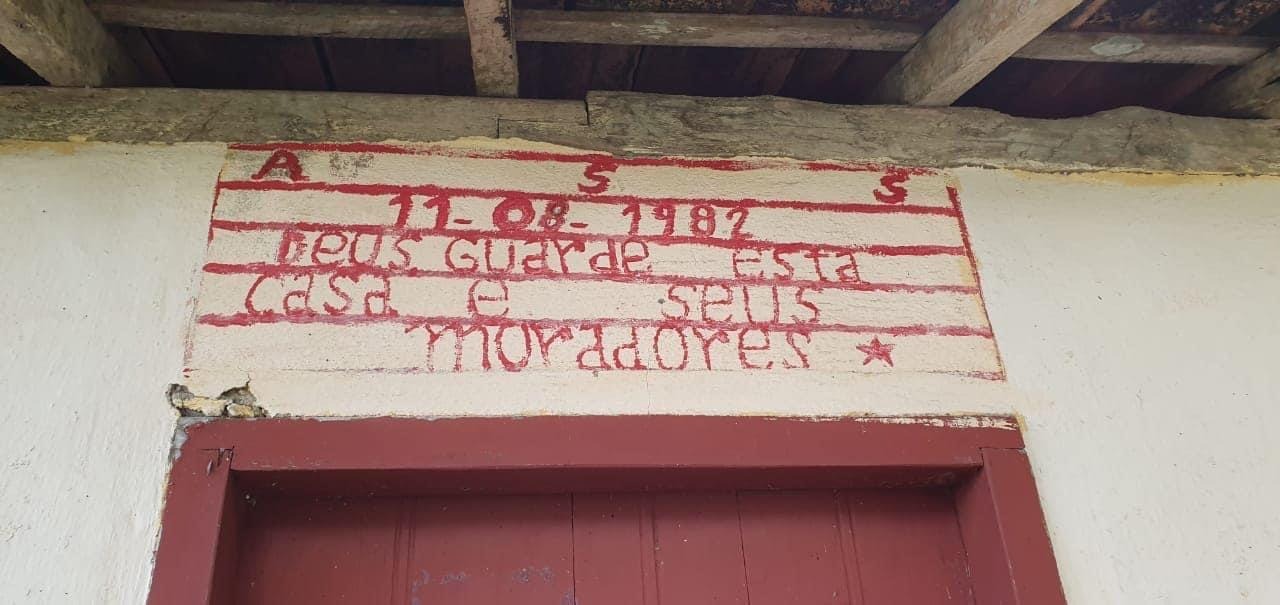 A S S
11-08-1982
Deus Guarde esta
casa e seus
moradores